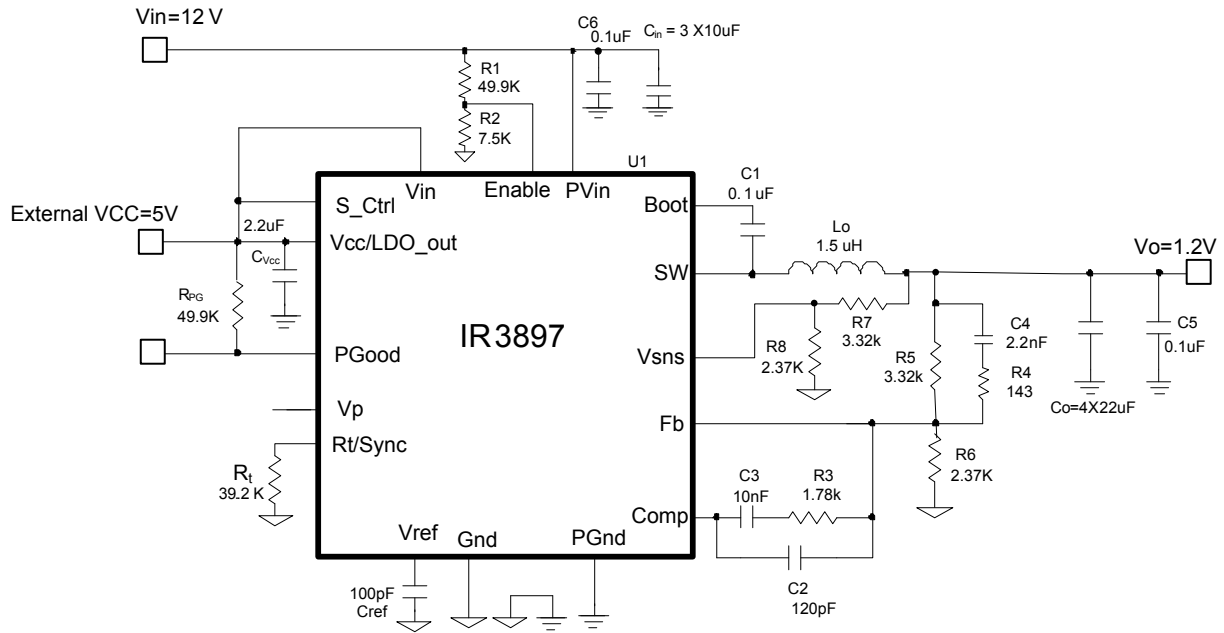 Vin=12 V
C6
0.1uF
Cin = 3 X10uF
R1
49.9K
R2
7.5K
U1
Vin
Enable
PVin
C1
0.1uF
External VCC=5V
S_Ctrl
Boot
2.2uF
Vcc/LDO_out
CVcc
Lo
1.5 uH
Vo=1.2V
SW
RPG
49.9K
IR3897
R7
3.32k
C4
2.2nF
C5
0.1uF
PGood
Vsns
R8
2.37K
R5
3.32k
R4
143
Vp
Fb
Co=4X22uF
Rt/Sync
Rt
39.2 K
R6
2.37K
C3
10nF
R3
1.78k
Comp
Vref
Gnd
PGnd
C2
120pF
100pF
Cref